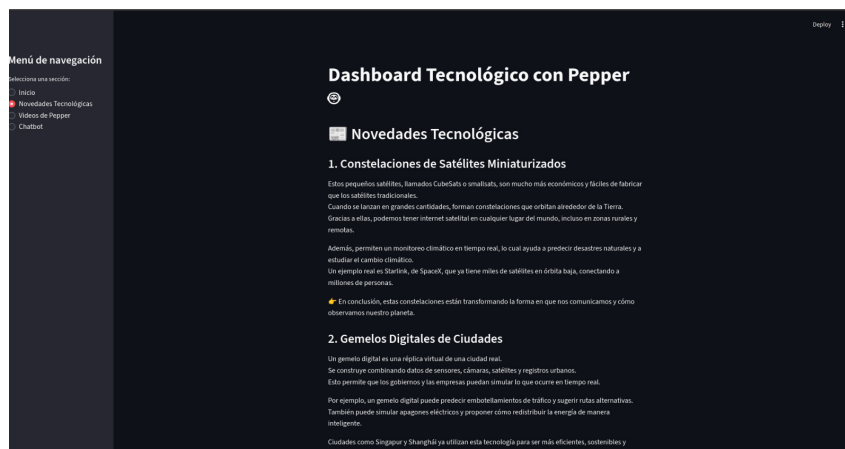 Deploy
Menú de navegación
Selecciona una sección:
Inicio
Novedades Tecnológicas
Videos de Pepper
Chatbot
Dashboard Tecnológico con Pepper
Novedades Tecnológicas
1. Constelaciones de Satélites Miniaturizados
Estos pequeños satélites, llamados CubeSats o smallsats, son mucho más económicos y fáciles de fabricar
que los satélites tradicionales.
Cuando se lanzan en grandes cantidades, forman constelaciones que orbitan alrededor de la Tierra.
Gracias a ellas, podemos tener internet satelital en cualquier lugar del mundo, incluso en zonas rurales y
remotas.
Además, permiten un monitoreo climático en tiempo real, lo cual ayuda a predecir desastres naturales y a
estudiar el cambio climático.
Un ejemplo real es Starlink, de SpaceX, que ya tiene miles de satélites en órbita baja, conectando a
millones de personas.
👉 En conclusión, estas constelaciones están transformando la forma en que nos comunicamos y cómo
observamos nuestro planeta.
2. Gemelos Digitales de Ciudades
Un gemelo digital es una réplica virtual de una ciudad real.
Se construye combinando datos de sensores, cámaras, satélites y registros urbanos.
Esto permite que los gobiernos y las empresas puedan simular lo que ocurre en tiempo real.
Por ejemplo, un gemelo digital puede predecir embotellamientos de tráfico y sugerir rutas alternativas.
También puede simular apagones eléctricos y proponer cómo redistribuir la energía de manera
inteligente.
Ciudades como Singapur y Shanghái ya utilizan esta tecnología para ser más eficientes, sostenibles y